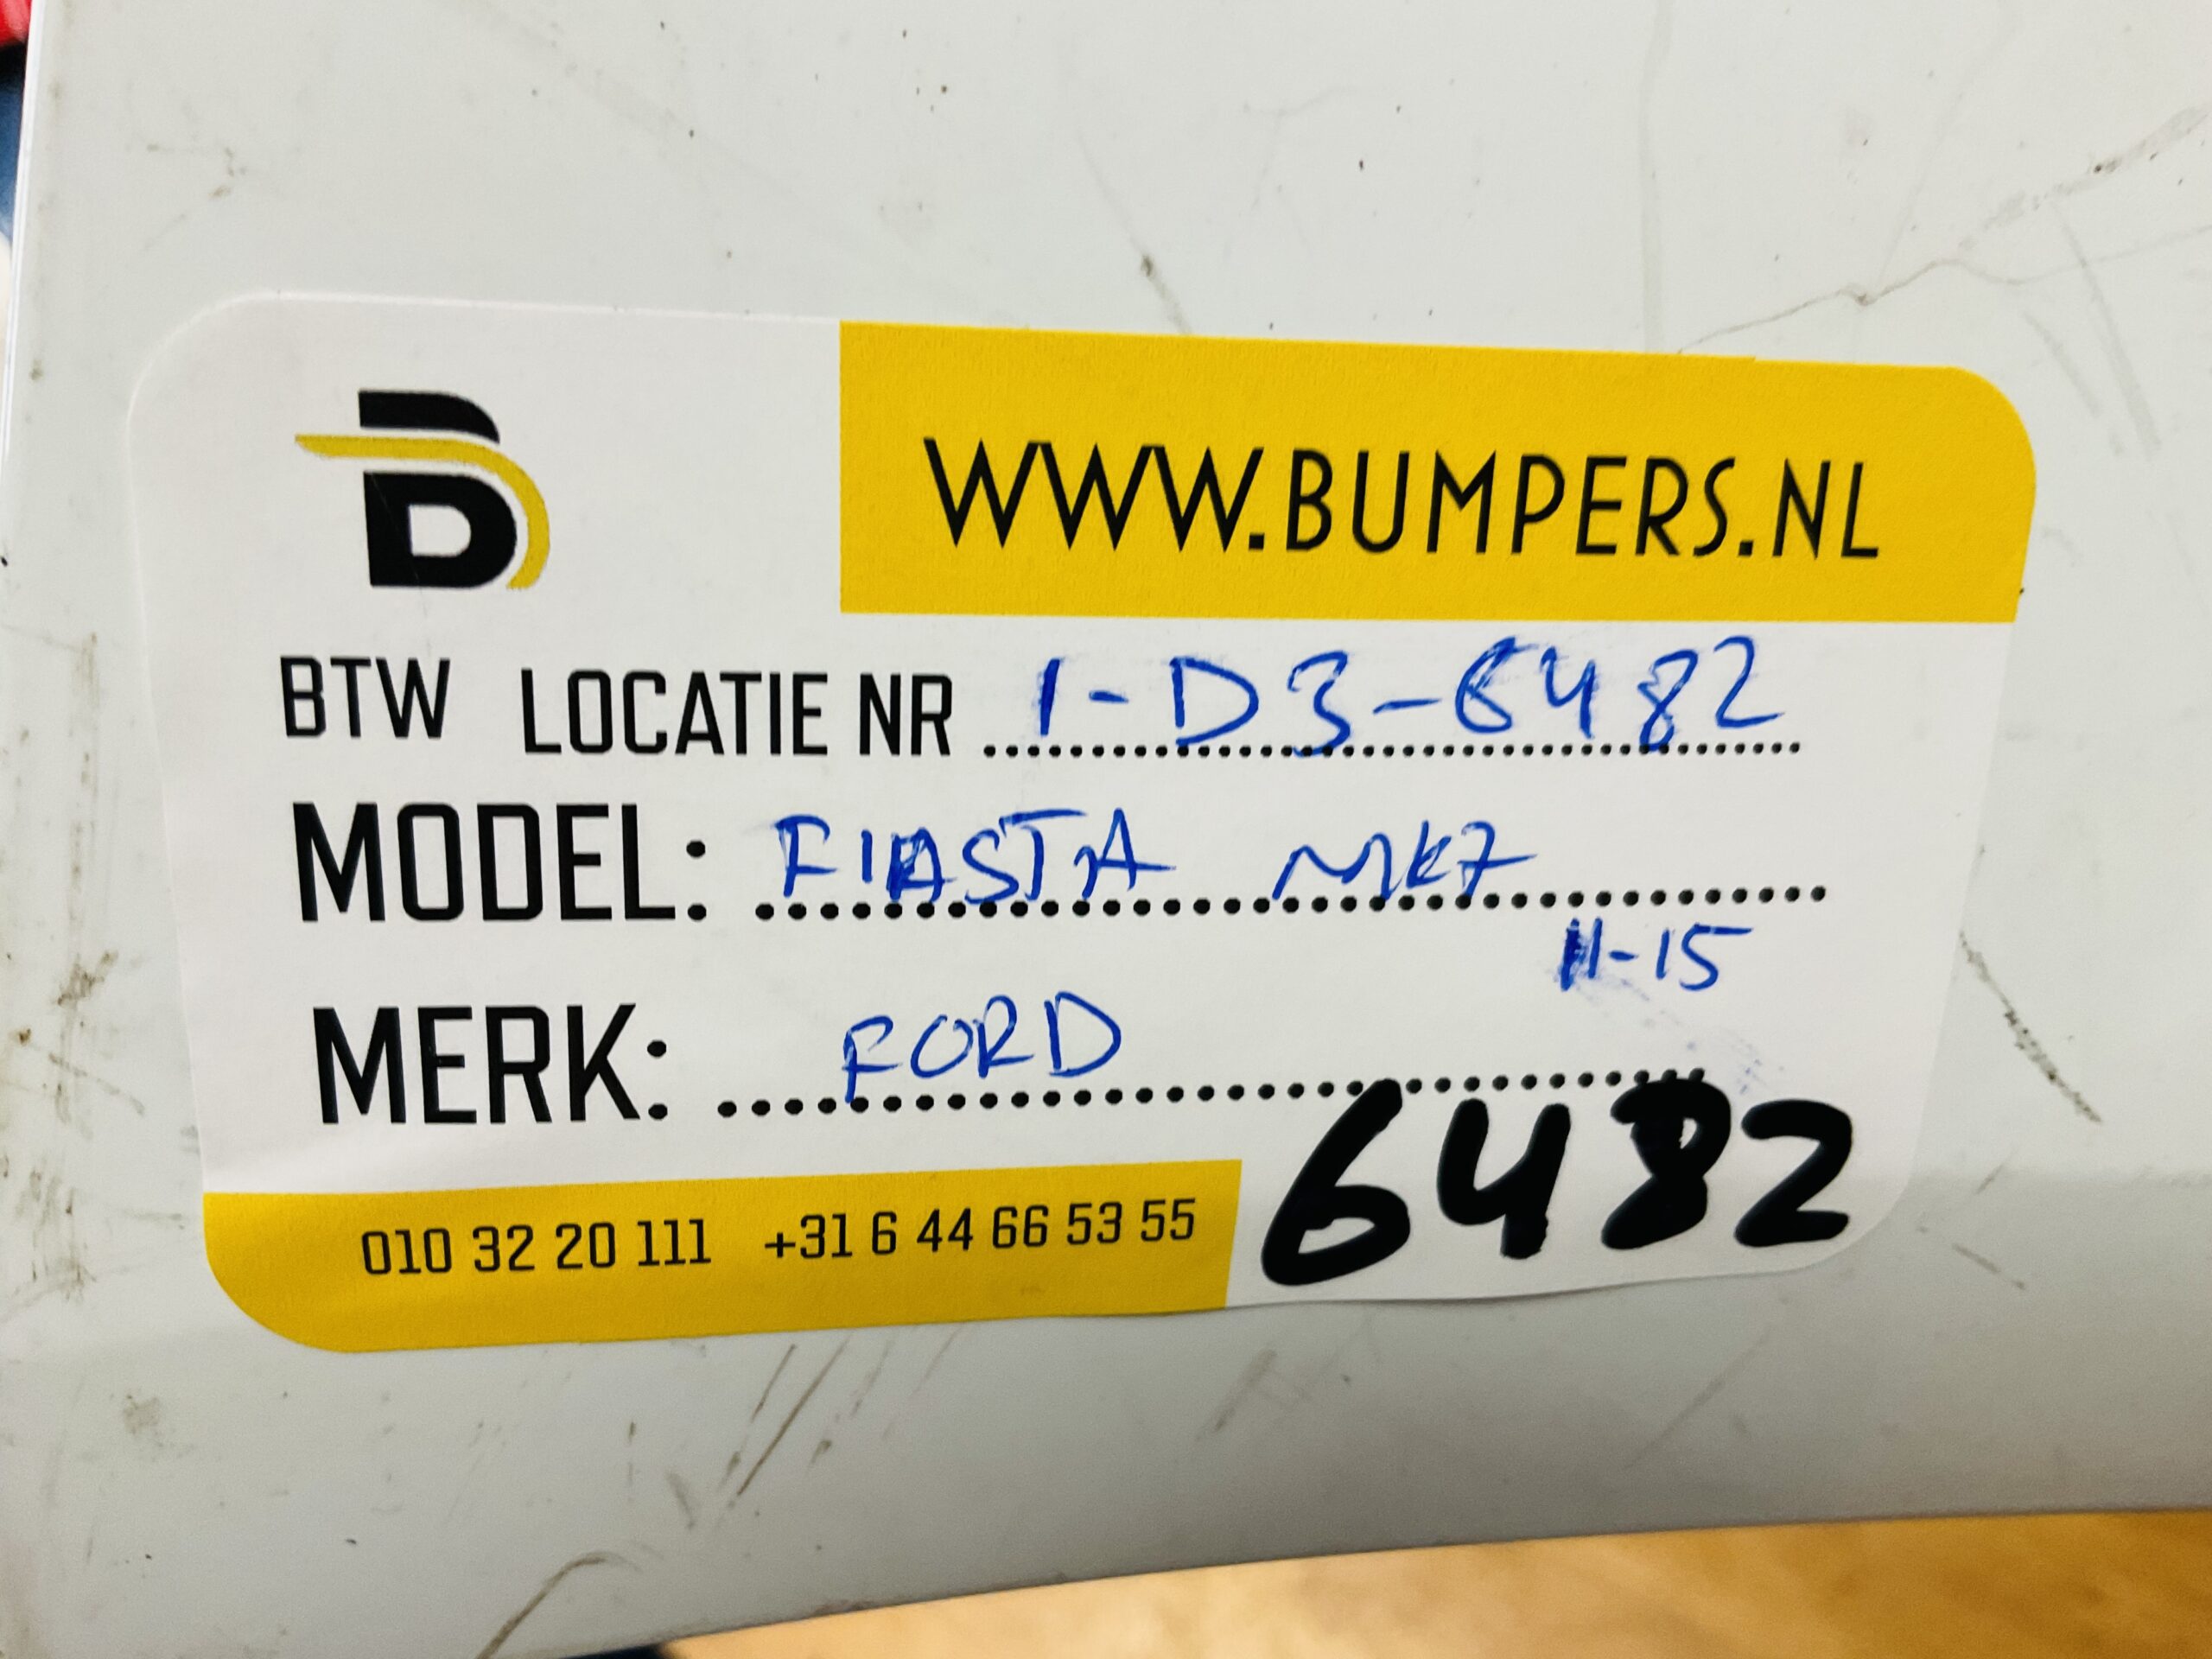 B
WWW.BUMPERS.NL
BTW LOCATIE NR 1-D3-6482
MODEL: FIASTA MK7
11-15
MERK: FORD
6482
010 32 20 111 +31 6 44 66 53 55